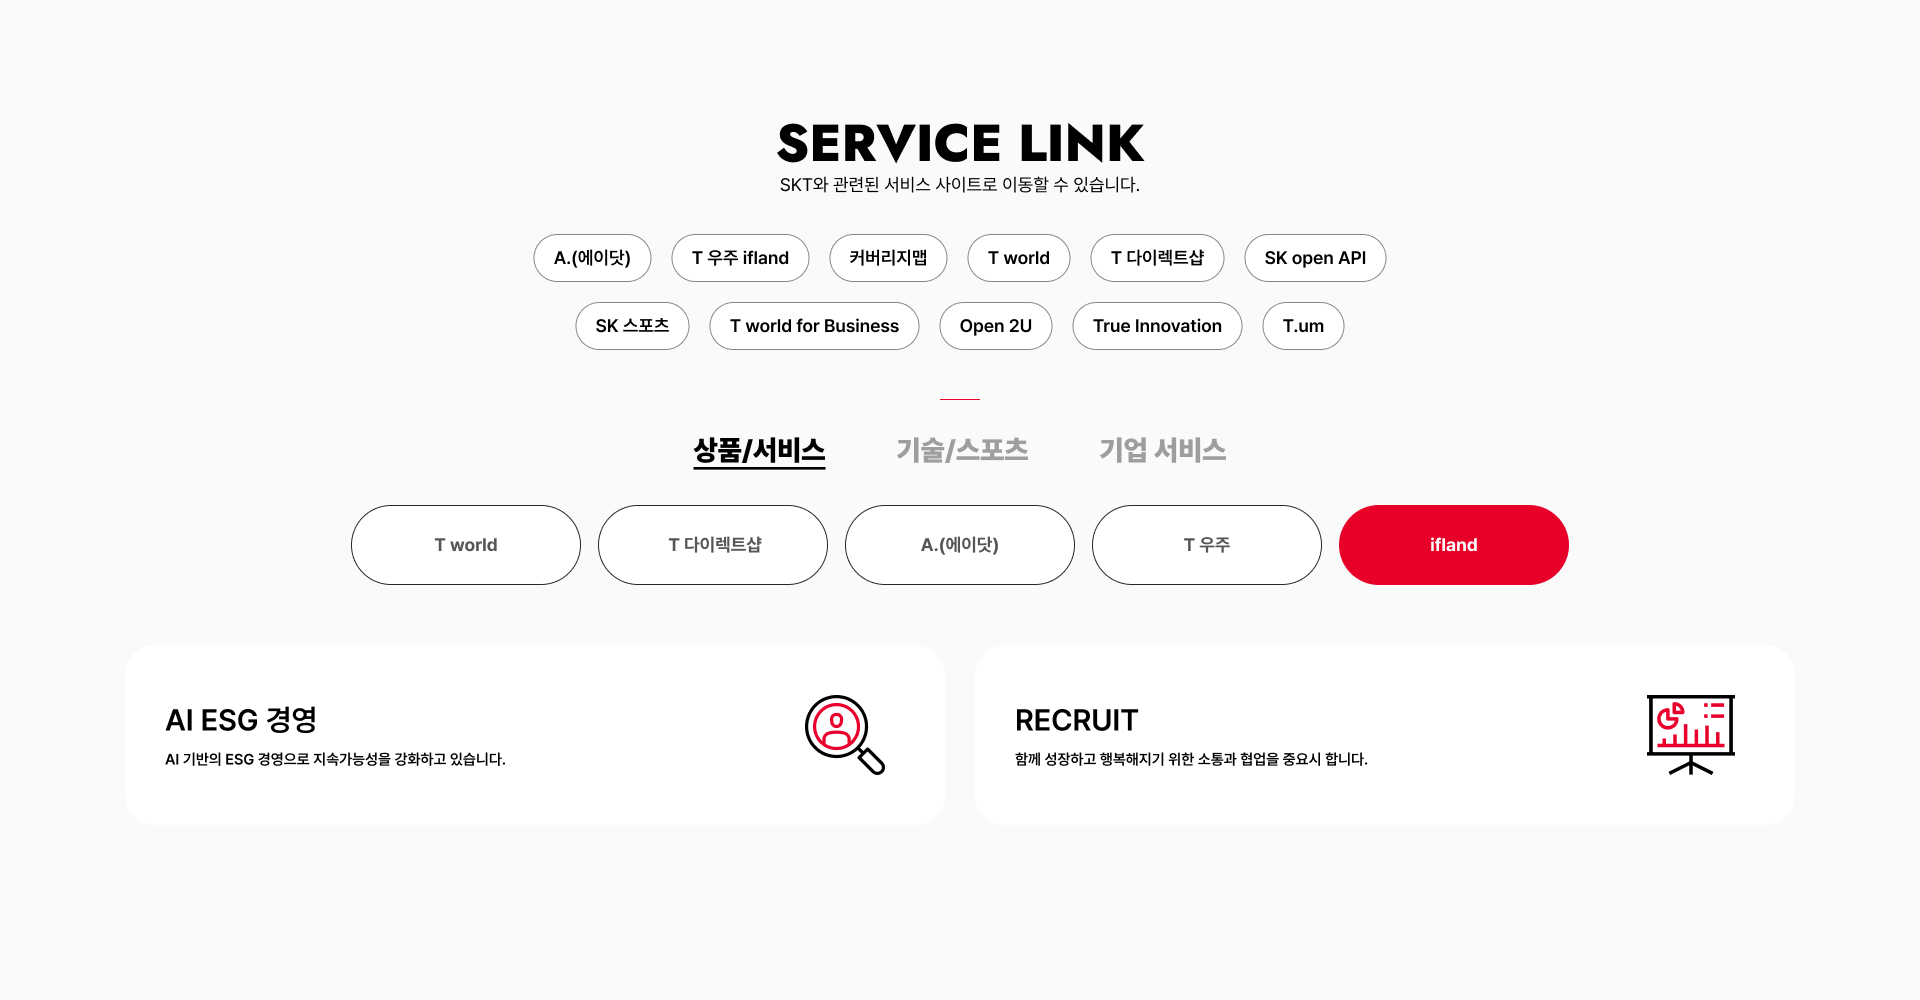 SERVICE LINK
SKT와 관련된 서비스 사이트로 이동할 수 있습니다.
A.(에이닷) T 우주 ifland 커버리지맵 T world T 다이렉트샵 SK open API
SK 스포츠 T world for Business Open 2U True Innovation T.um
상품/서비스 기술/스포츠 기업 서비스
T world T 다이렉트샵 A.(에이닷) T 우주 ifland
AI ESG 경영
AI 기반의 ESG 경영으로 지속가능성을 강화하고 있습니다.
RECRUIT
함께 성장하고 행복해지기 위한 소통과 협업을 중요시 합니다.